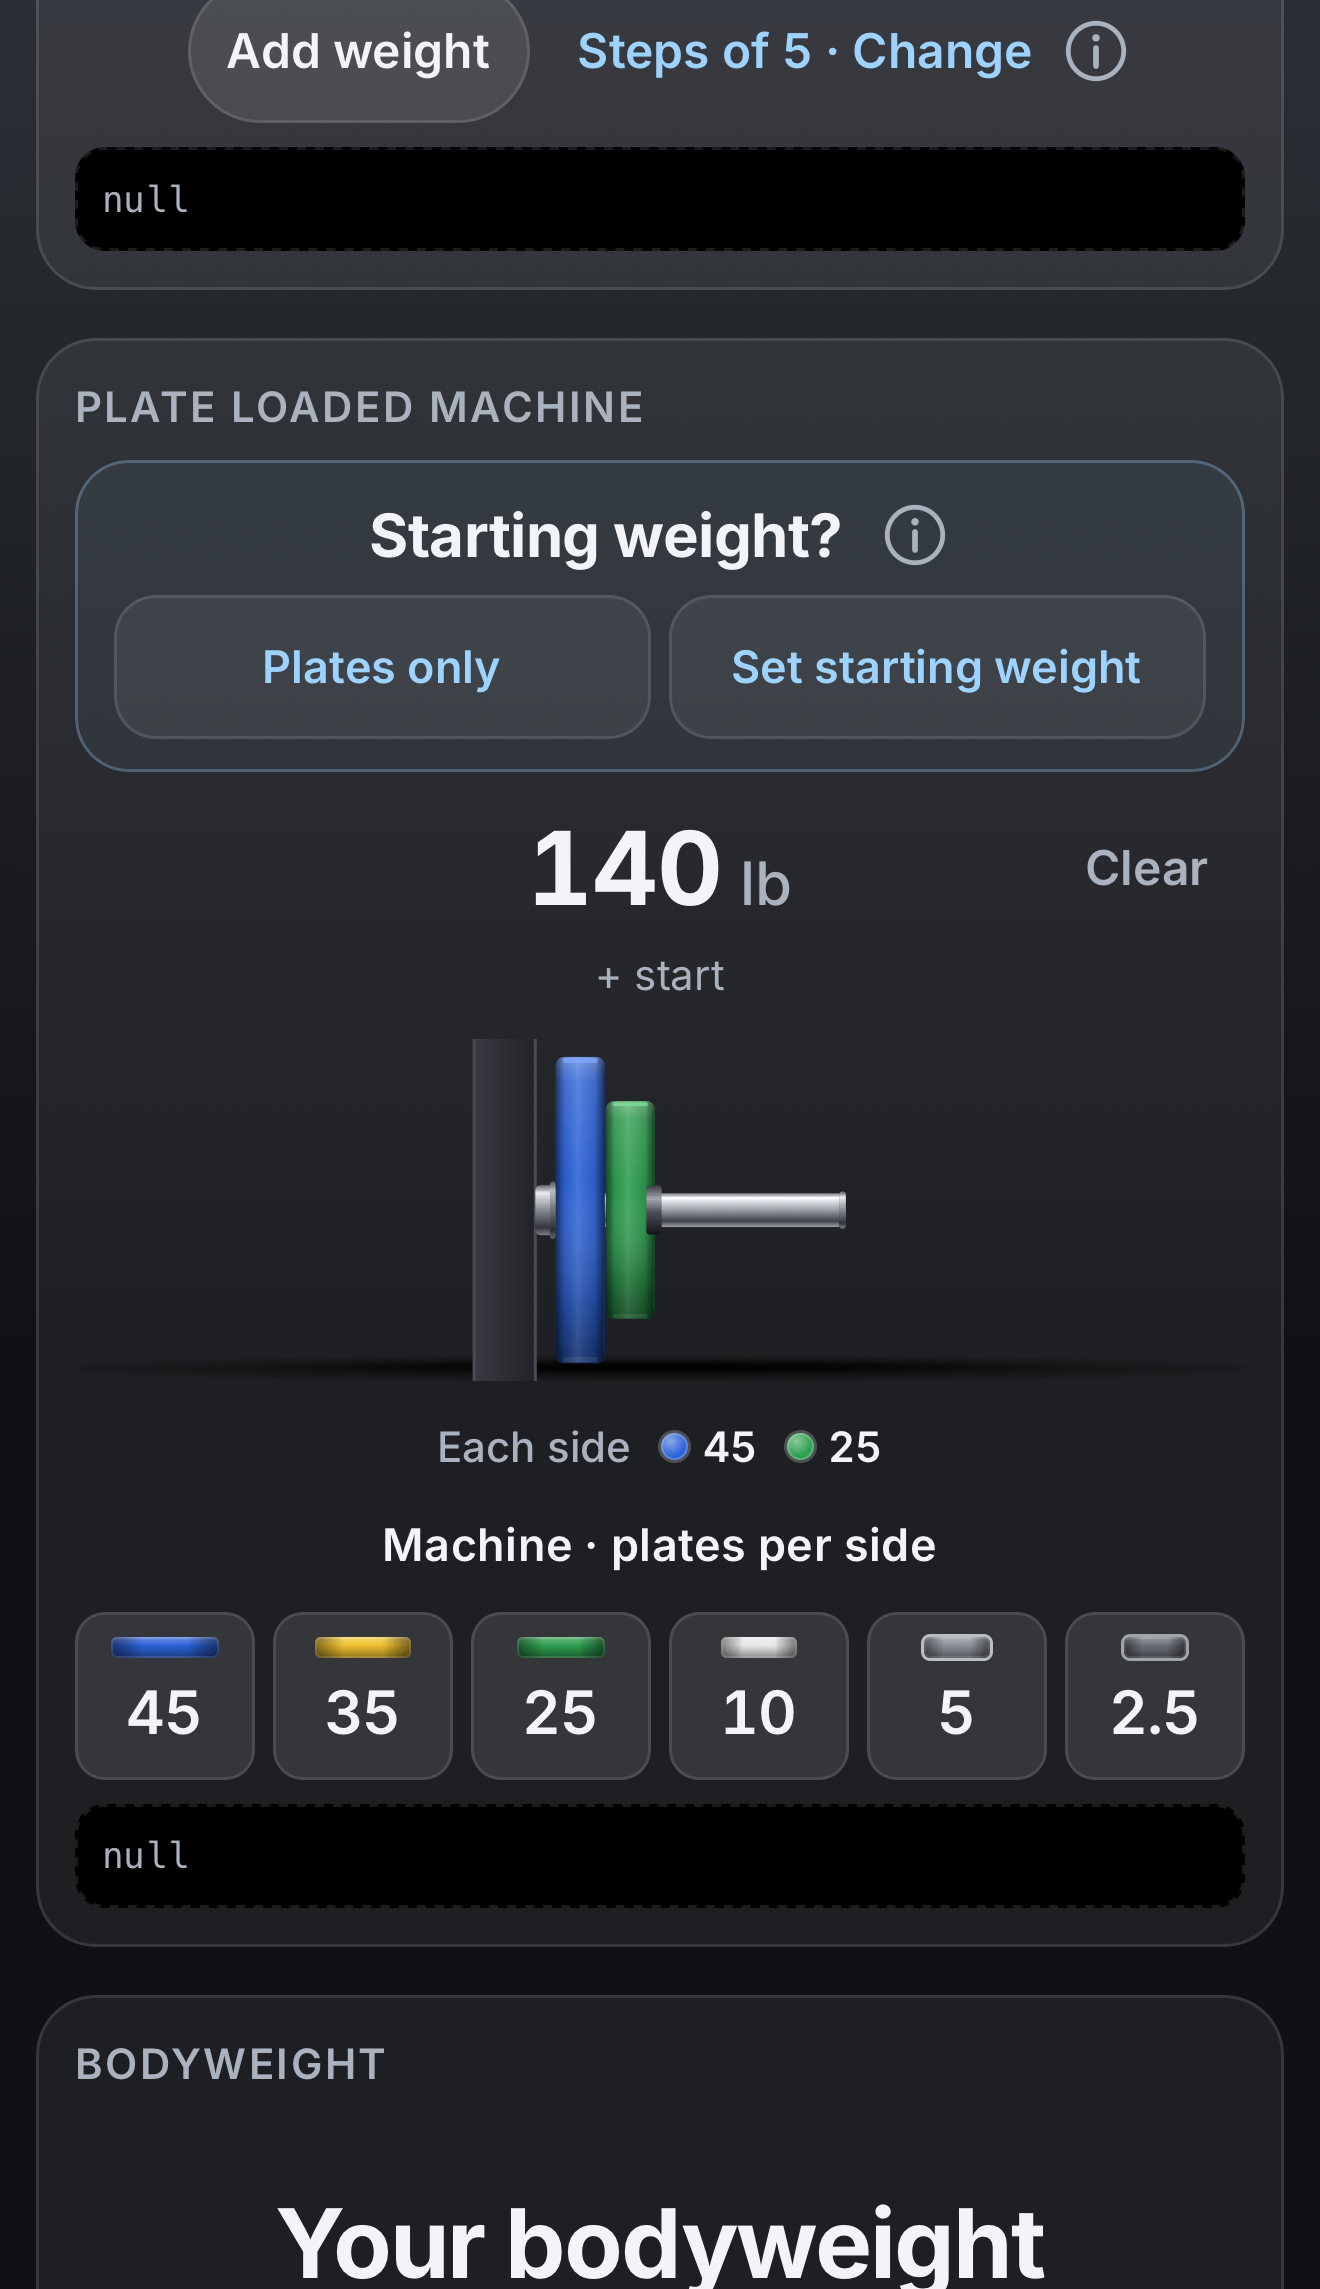 Add weight Steps of 5 · Change
null
PLATE LOADED MACHINE
Starting weight?
Plates only Set starting weight
140 lb Clear
+ start
Each side 45 25
Machine · plates per side
45 35 25 10 5 2.5
null
BODYWEIGHT
Your bodyweight